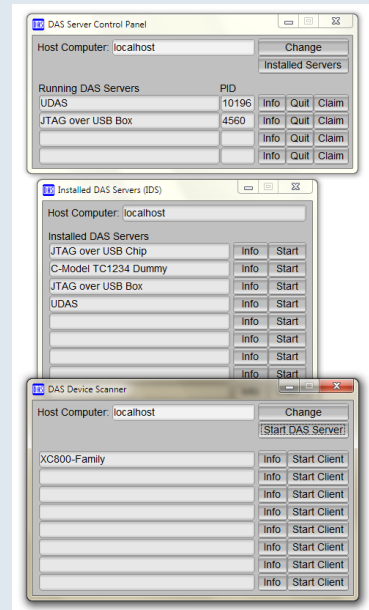 DAS Server Control Panel
Host Computer: localhost Change
Installed Servers
Running DAS Servers PID
UDAS 10196 Info Quit Claim
JTAG over USB Box 4560 Info Quit Claim
Info Quit Claim
Info Quit Claim
Installed DAS Servers (IDS)
Host Computer: localhost
Installed DAS Servers
JTAG over USB Chip Info Start
C-Model TC1234 Dummy Info Start
JTAG over USB Box Info Start
UDAS Info Start
Info Start
Info Start
Info Start
Info Start
DAS Device Scanner
Host Computer: localhost Change
Start DAS Server
XC800-Family Info Start Client
Info Start Client
Info Start Client
Info Start Client
Info Start Client
Info Start Client
Info Start Client
Info Start Client